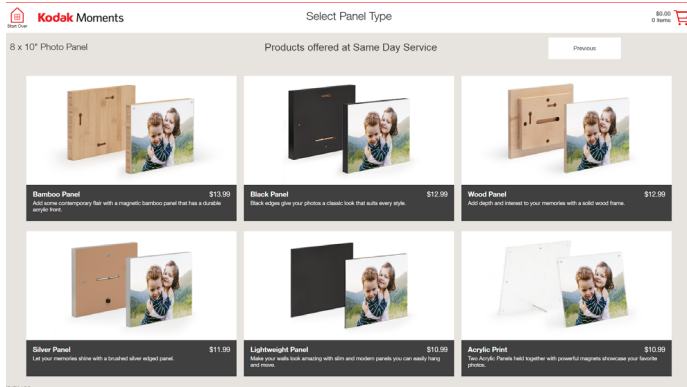 Start Over
Kodak Moments
Select Panel Type
$0.00
0 items
8 x 10" Photo Panel
Products offered at Same Day Service
Previous
Bamboo Panel $13.99
Add some contemporary flair with a magnetic bamboo panel that has a durable
acrylic front.
Black Panel $12.99
Black edges give your photos a classic look that suits every style.
Wood Panel $12.99
Add depth and interest to your memories with a solid wood frame.
Silver Panel $11.99
Let your memories shine with a brushed silver edged panel.
Lightweight Panel $10.99
Make your walls look amazing with slim and modern panels you can easily hang
and move.
Acrylic Print $10.99
Two Acrylic Panels held together with powerful magnets showcase your favorite
photos.